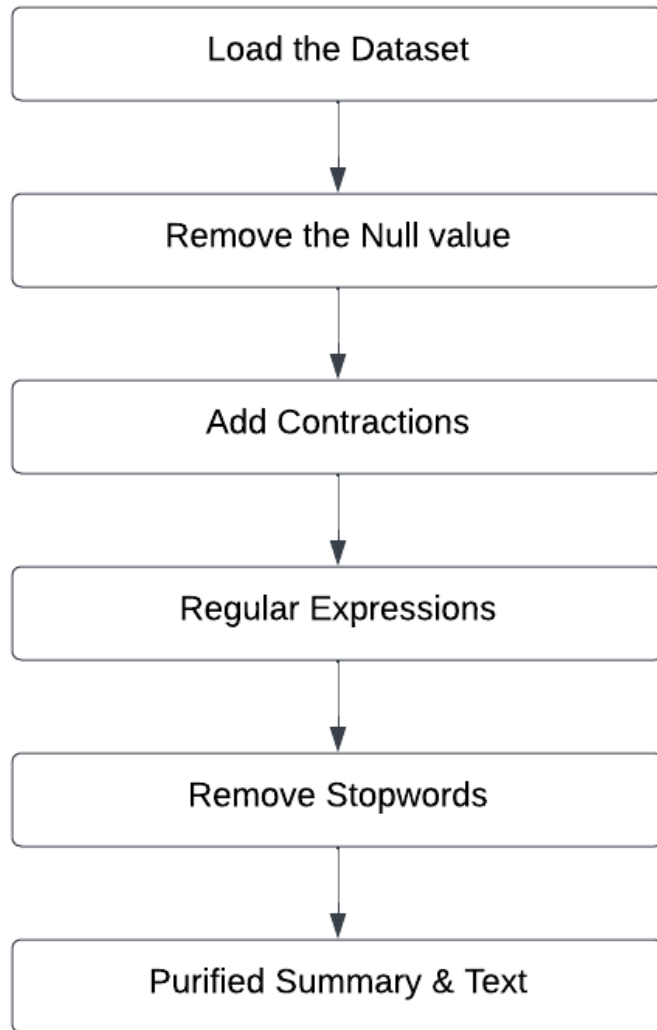 Load the Dataset
Remove the Null value
Add Contractions
Regular Expressions
Remove Stopwords
Purified Summary & Text